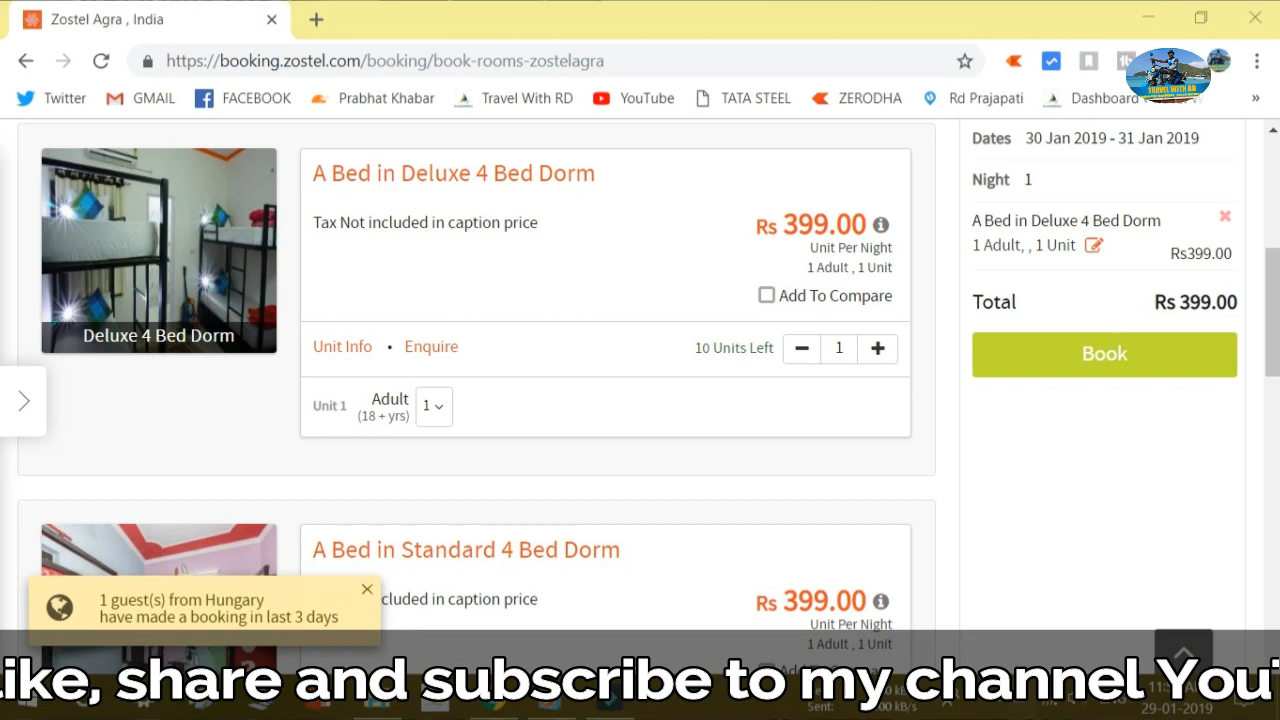 Zostel Agra , India
https://booking.zostel.com/booking/book-rooms-zostelagra
Twitter GMAIL FACEBOOK Prabhat Khabar Travel With RD YouTube TATA STEEL ZERODHA Rd Prajapati Dashboard
TRAVEL WITH RD
Deluxe 4 Bed Dorm
A Bed in Deluxe 4 Bed Dorm
Tax Not included in caption price
Rs 399.00
Unit Per Night
1 Adult , 1 Unit
Add To Compare
Unit Info • Enquire
10 Units Left
1
Unit 1
Adult
(18 + yrs)
1
A Bed in Standard 4 Bed Dorm
cluded in caption price
Rs 399.00
Unit Per Night
1 Adult , 1 Unit
Dates 30 Jan 2019 - 31 Jan 2019
Night 1
A Bed in Deluxe 4 Bed Dorm
1 Adult, , 1 Unit
Rs399.00
Total Rs 399.00
Book
1 guest(s) from Hungary
have made a booking in last 3 days
ike, share and subscribe to my channel You
Sent:
29-01-2019